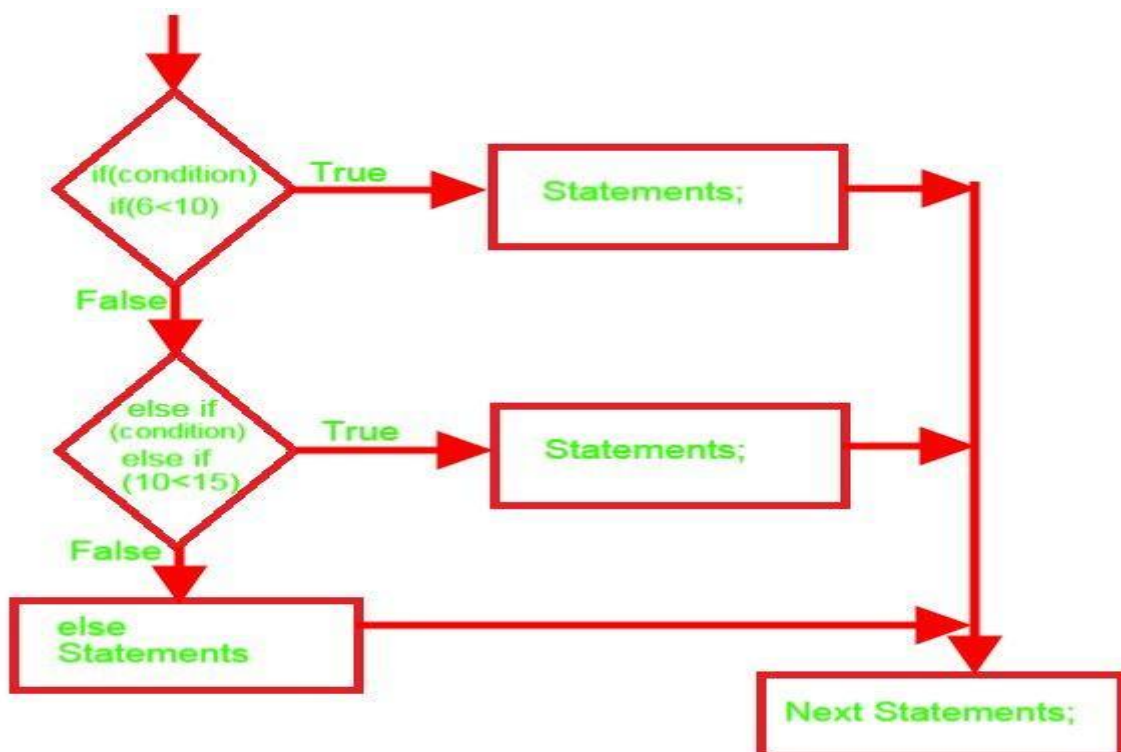 if(condition)
if(6<10)
True
Statements;
False
else if
(condition)
else if
(10<15)
True
Statements;
False
else
Statements
Next Statements;